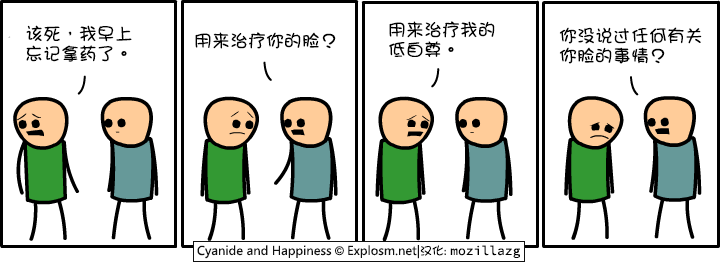 该死，我早上
忘记拿药了。
用来治疗你的脸？
用来治疗我的
低自尊。
你没说过任何有关
你脸的事情？
Cyanide and Happiness © Explosm.net|汉化: mozillazg